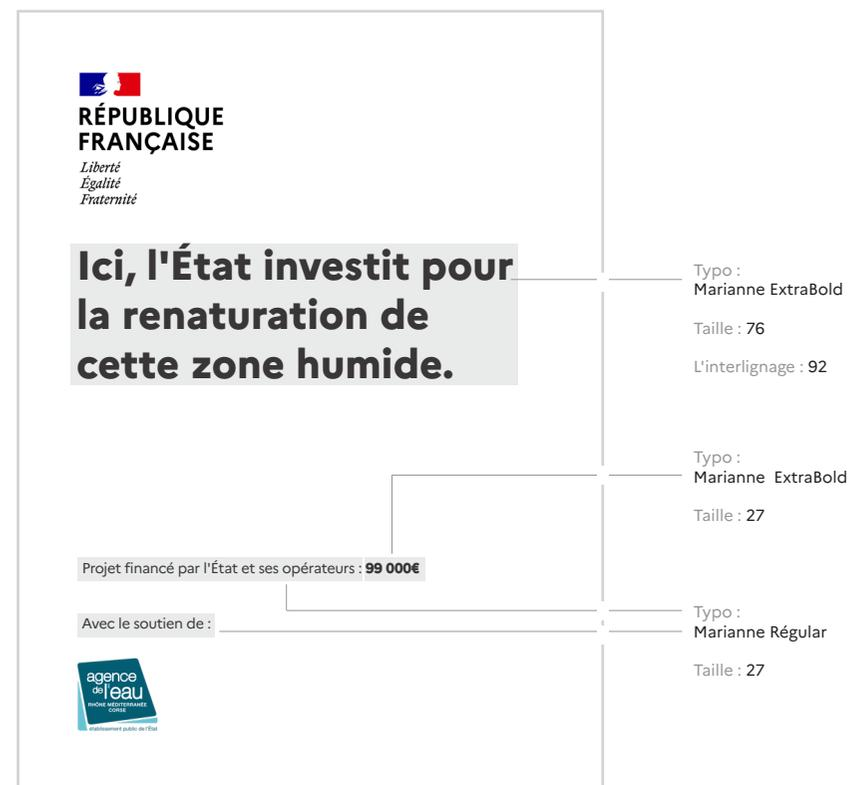 RÉPUBLIQUE
FRANÇAISE
Liberté
Égalité
Fraternité
Ici, l'État investit pour
la renaturation de
cette zone humide.
Typo :
Marianne ExtraBold
Taille : 76
L'interlignage : 92
Typo :
Marianne  ExtraBold
Taille : 27
Projet financé par l'État et ses opérateurs : 99 000€
Avec le soutien de :
Typo :
Marianne Régular
Taille : 27
agence
de l'eau
RHÔNE MÉDITERRANÉE
CORSE
établissement public de l'État